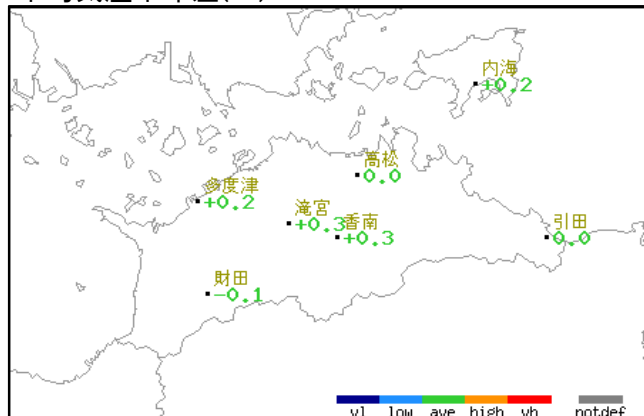 内海
+0.2
高松
0.0
多度津
+0.2
滝宮
+0.3
香南
+0.3
引田
0.0
財田
-0.1
vl low ave high vh notdef